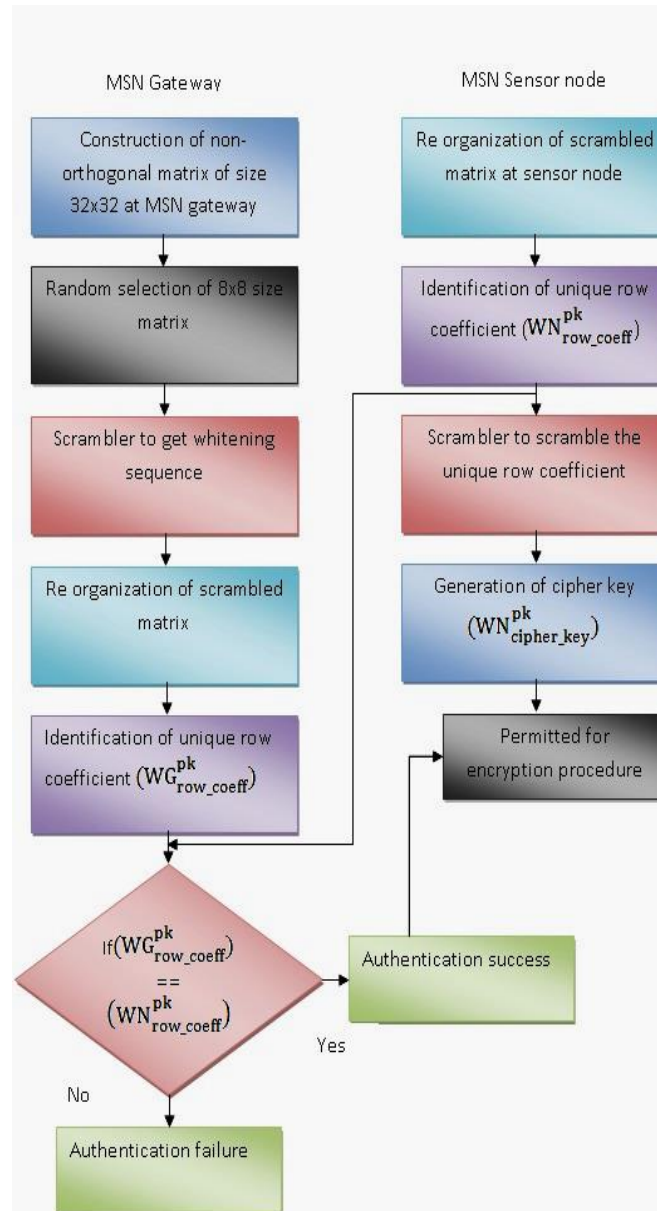 MSN Gateway
Construction of non-
orthogonal matrix of size
32x32 at MSN gateway
Random selection of 8x8 size
matrix
Scrambler to get whitening
sequence
Re organization of scrambled
matrix
Identification of unique row
coefficient (WG^pk_row_coeff)
If(WG^pk_row_coeff)
==
(WN^pk_row_coeff)
Yes
No
Authentication success
Authentication failure
MSN Sensor node
Re organization of scrambled
matrix at sensor node
Identification of unique row
coefficient (WN^pk_row_coeff)
Scrambler to scramble the
unique row coefficient
Generation of cipher key
(WN^pk_cipher_key)
Permitted for
encryption procedure